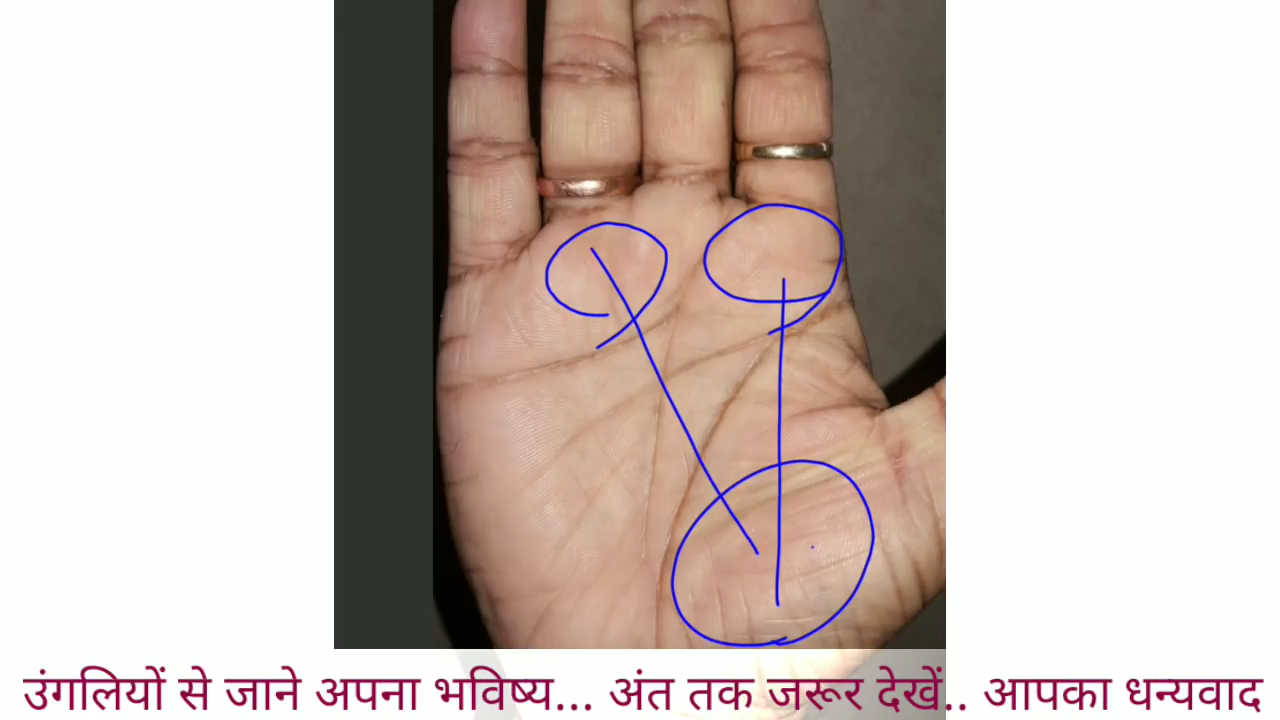 उंगलियों से जाने अपना भविष्य... अंत तक जरूर देखें.. आपका धन्यवाद